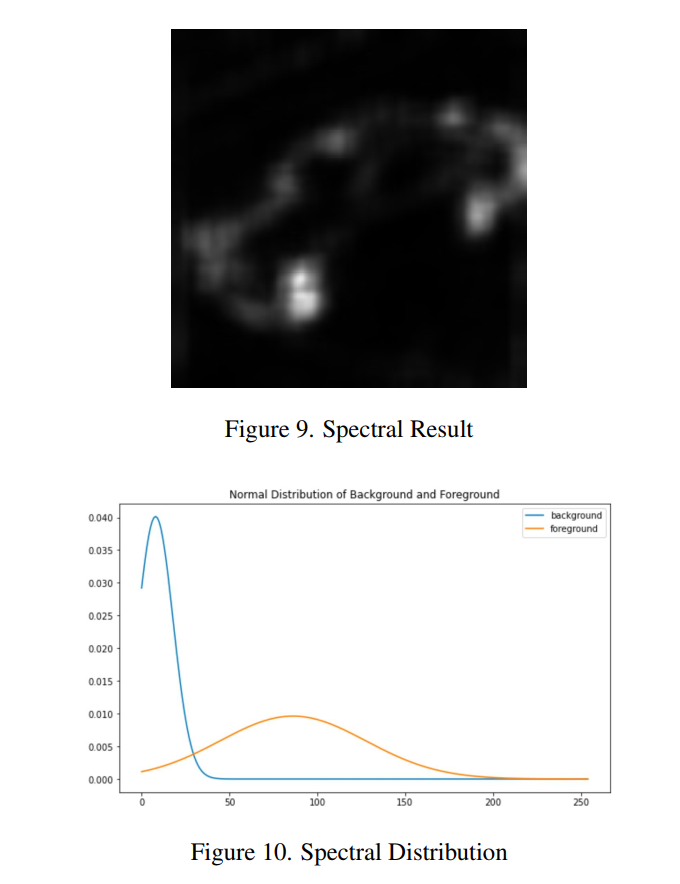 Figure 9. Spectral Result
Normal Distribution of Background and Foreground
background
foreground
0.040
0.035
0.030
0.025
0.020
0.015
0.010
0.005
0.000
0 50 100 150 200 250
Figure 10. Spectral Distribution